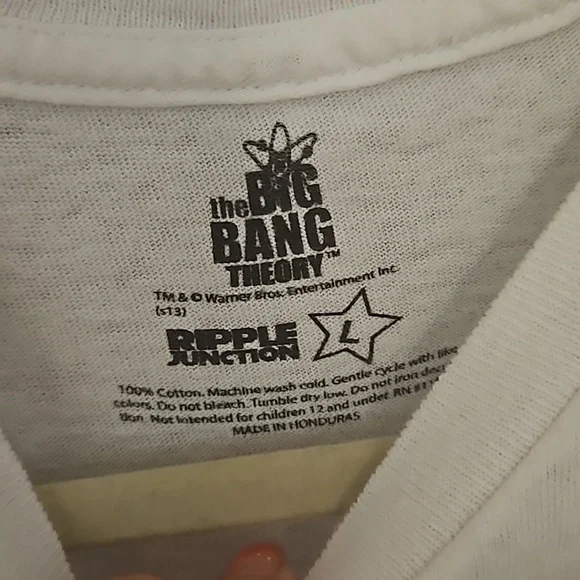 the BIG
BANG
THEORY™
TM & © Warner Bros. Entertainment Inc.
(s13)
RIPPLE
JUNCTION
L
100% Cotton. Machine wash cold. Gentle cycle with like
colors. Do not bleach. Tumble dry low. Do not iron
tion. Not intended for children 12 and under. RN
MADE IN HONDURAS